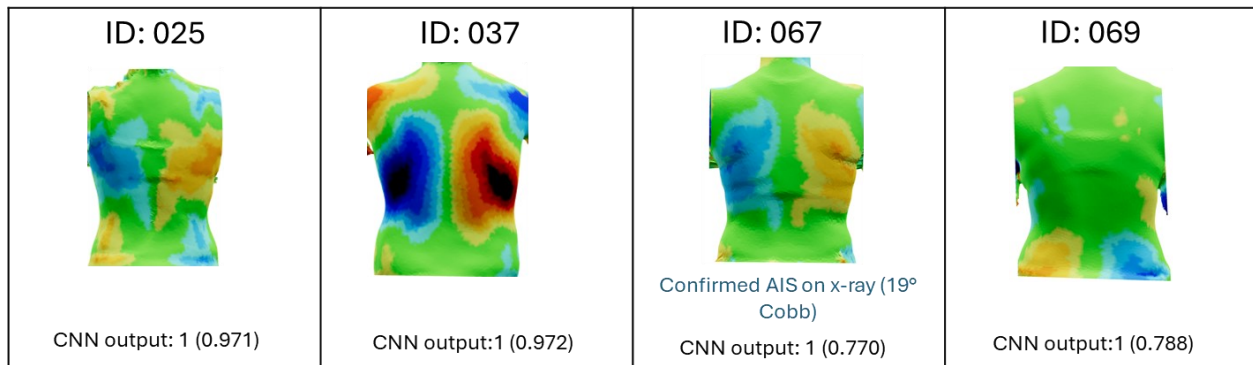 ID: 025
CNN output: 1 (0.971)
ID: 037
CNN output:1 (0.972)
ID: 067
Confirmed AIS on x-ray (19°
Cobb)
CNN output: 1 (0.770)
ID: 069
CNN output:1 (0.788)